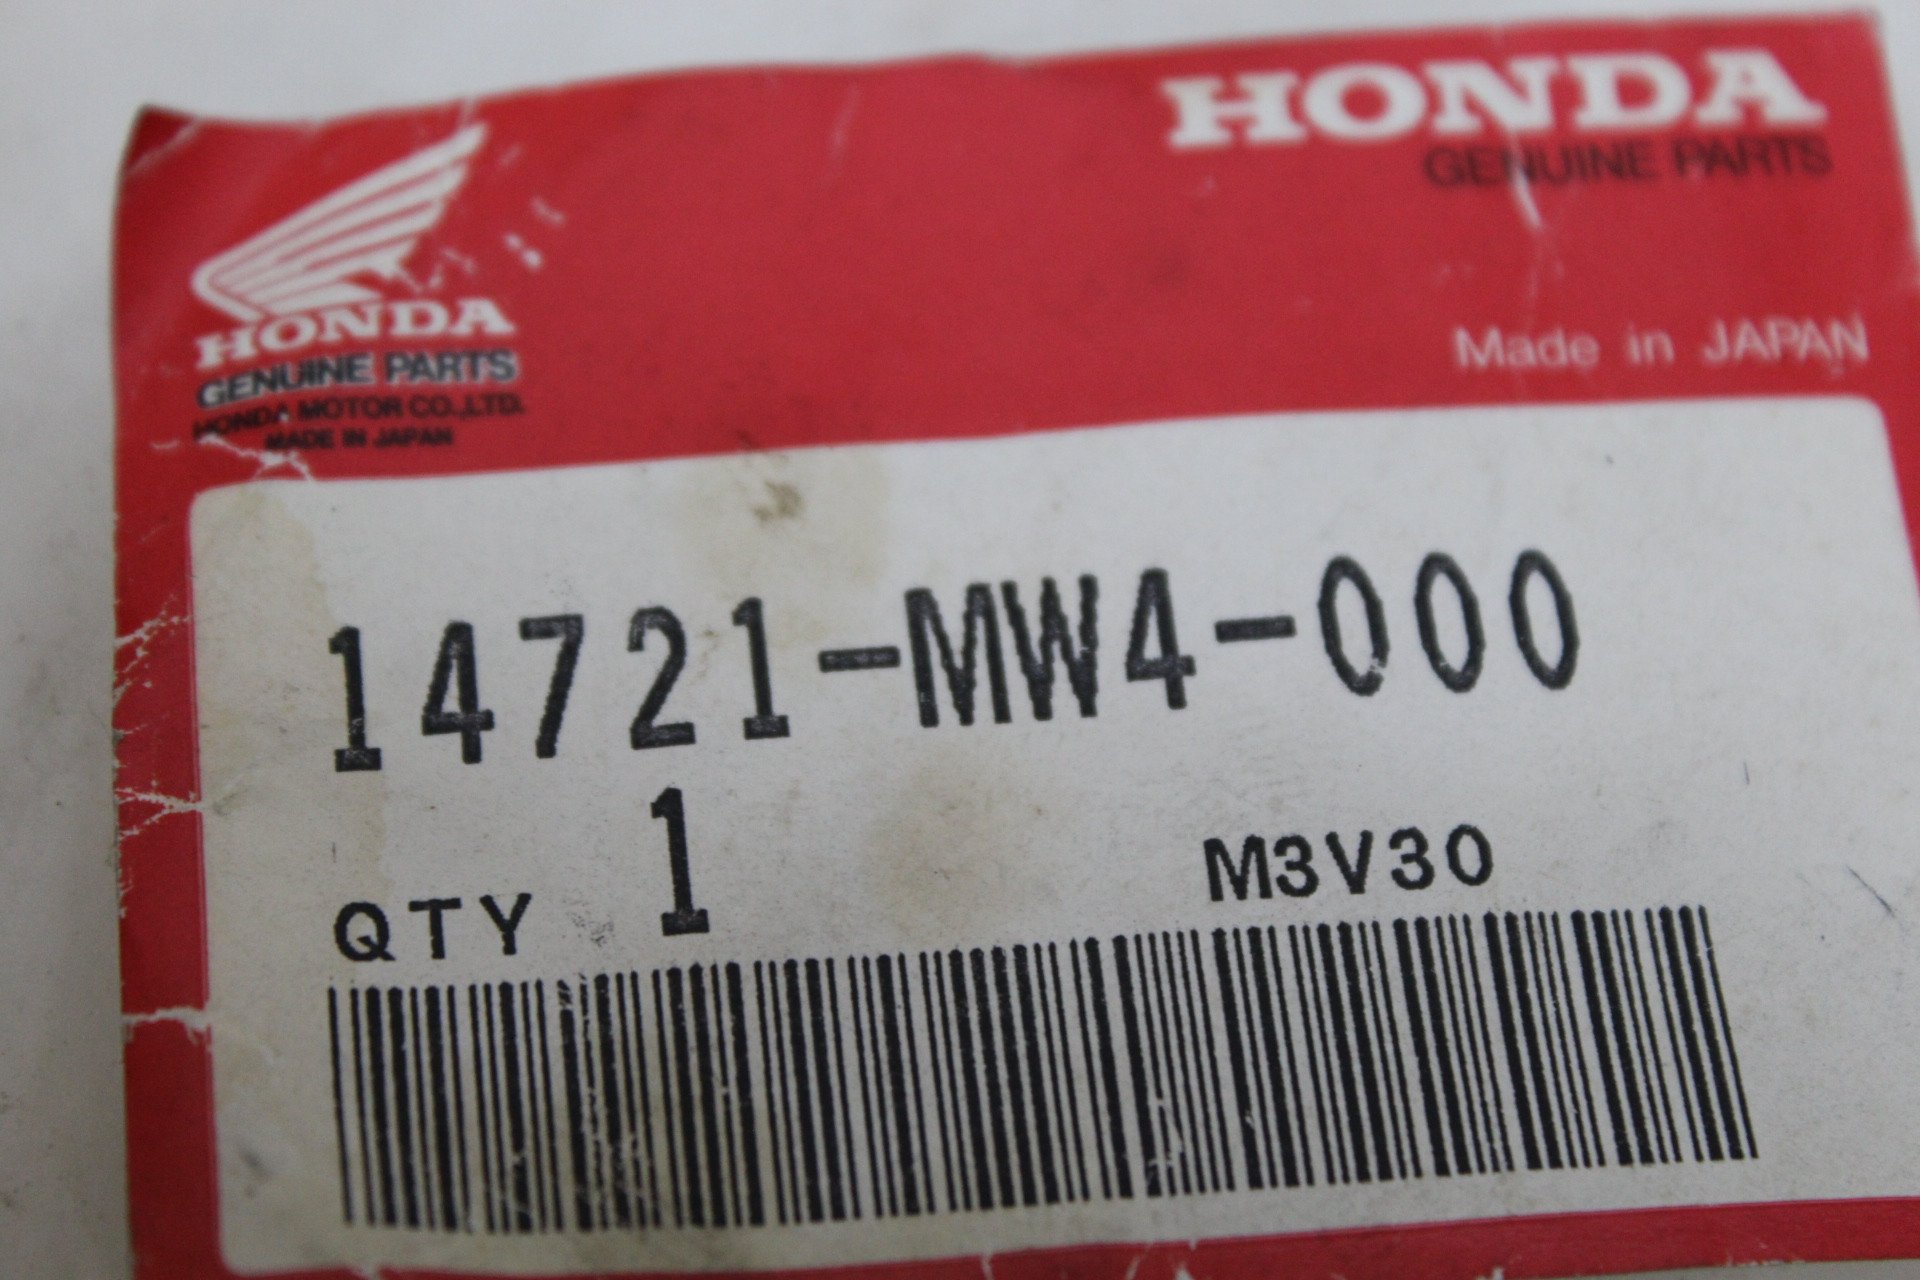 HONDA
GENUINE PARTS
Made in JAPAN
HONDA
GENUINE PARTS
HONDA MOTOR CO.,LTD.
MADE IN JAPAN
14721-MW4-000
QTY 1 M3V30